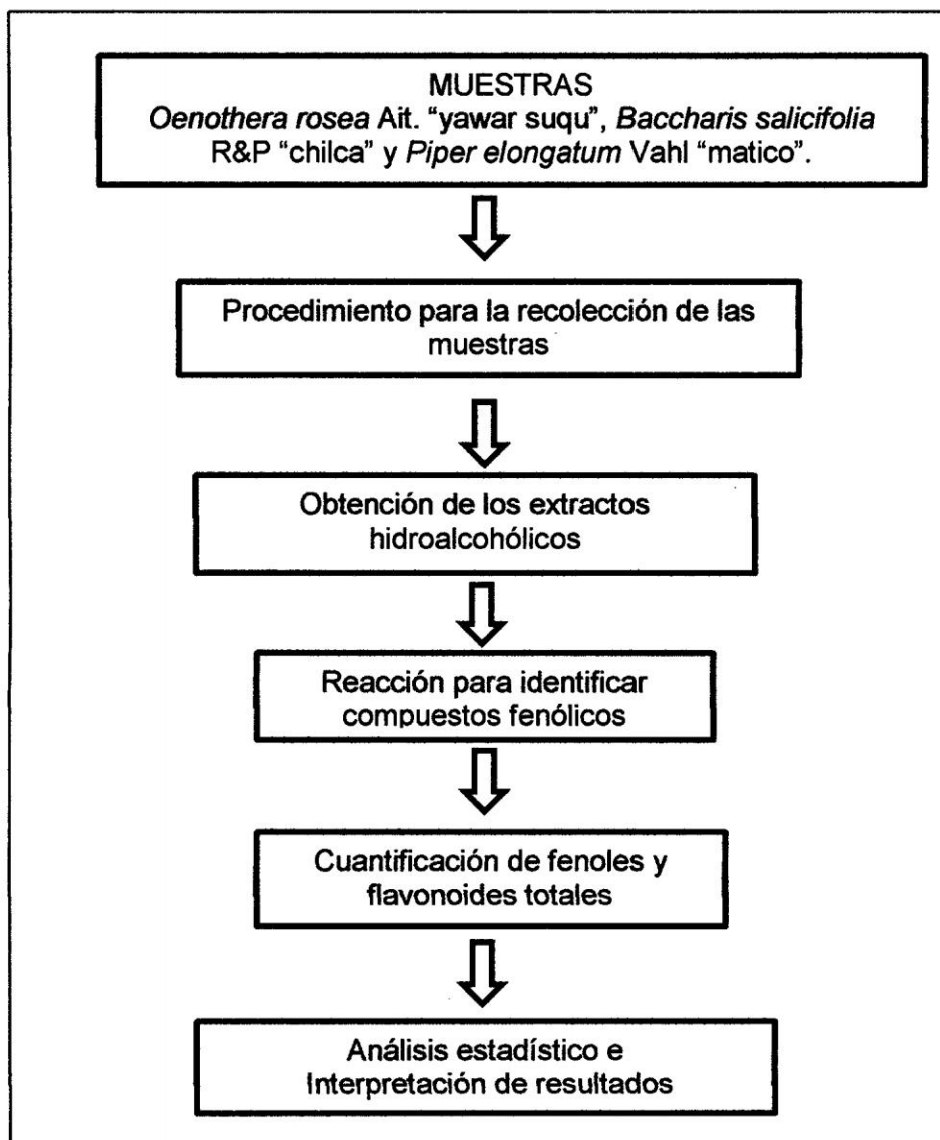 MUESTRAS
Oenothera rosea Ait. “yawar suqu”, Baccharis salicifolia
R&P “chilca” y Piper elongatum Vahl “matico”.
Procedimiento para la recolección de las
muestras
Obtención de los extractos
hidroalcohólicos
Reacción para identificar
compuestos fenólicos
Cuantificación de fenoles y
flavonoides totales
Análisis estadístico e
Interpretación de resultados